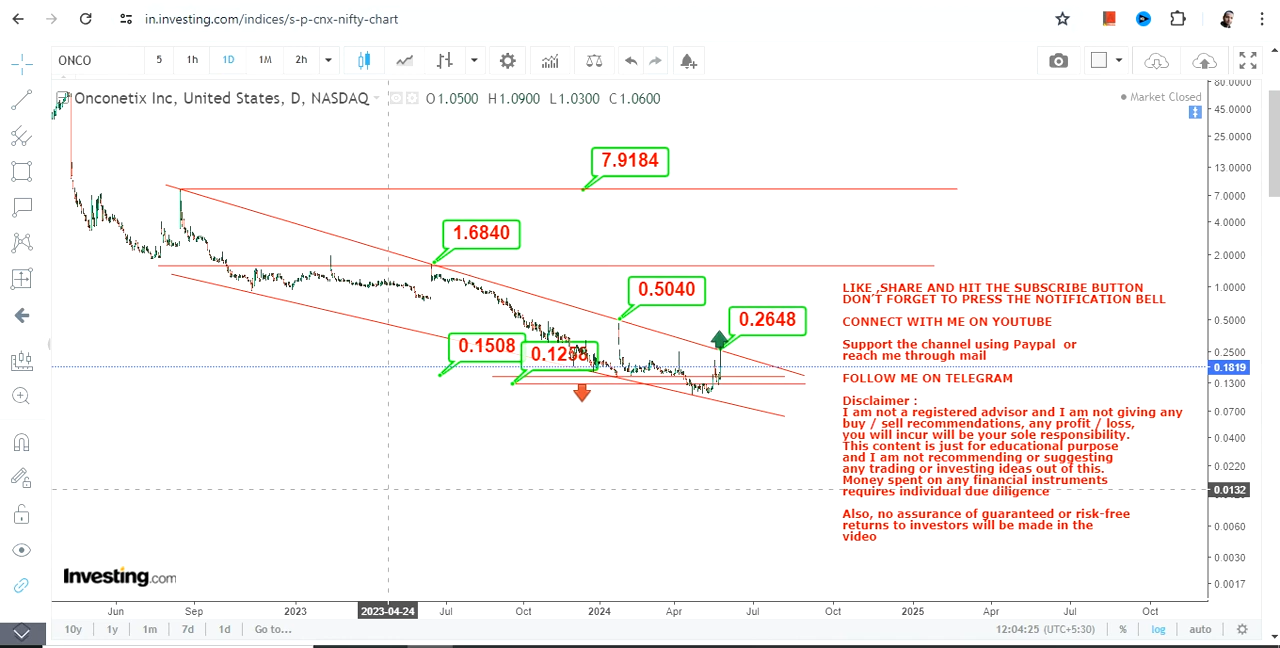 in.investing.com/indices/s-p-cnx-nifty-chart
ONCO 5 1h 1D 1M 2h
Onconetix Inc, United States, D, NASDAQ O1.0500 H1.0900 L1.0300 C1.0600
Market Closed
80.0000
45.0000
25.0000
13.0000
7.0000
4.0000
2.0000
1.0000
0.5000
0.2500
0.1819
0.1300
0.0700
0.0400
0.0220
0.0132
0.0060
0.0030
0.0017
7.9184
1.6840
0.5040
0.2648
0.1508
LIKE ,SHARE AND HIT THE SUBSCRIBE BUTTON
DON'T FORGET TO PRESS THE NOTIFICATION BELL
CONNECT WITH ME ON YOUTUBE
Support the channel using Paypal or
reach me through mail
FOLLOW ME ON TELEGRAM
Disclaimer :
I am not a registered advisor and I am not giving any
buy / sell recommendations, any profit / loss,
you will incur will be your sole responsibility.
This content is just for educational purpose
and I am not recommending or suggesting
any trading or investing ideas out of this.
Money spent on any financial instruments
requires individual due diligence
Also, no assurance of guaranteed or risk-free
returns to investors will be made in the
video
Investing.com
Jun Sep 2023 2023-04-24 Jul Oct 2024 Apr Jul Oct 2025 Apr Jul Oct
10y 1y 1m 7d 1d Go to... 12:04:25 (UTC+5:30) % log auto